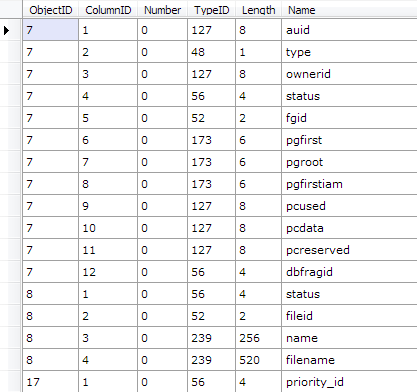 ObjectID ColumnID Number TypeID Length Name
7 1 0 127 8 auid
7 2 0 48 1 type
7 3 0 127 8 ownerid
7 4 0 56 4 status
7 5 0 52 2 fgid
7 6 0 173 6 pgfirst
7 7 0 173 6 pgroot
7 8 0 173 6 pgfirstiam
7 9 0 127 8 pcused
7 10 0 127 8 pcdata
7 11 0 127 8 pcreserved
7 12 0 56 4 dbfragid
8 1 0 56 4 status
8 2 0 52 2 fileid
8 3 0 239 256 name
8 4 0 239 520 filename
17 1 0 56 4 priority_id